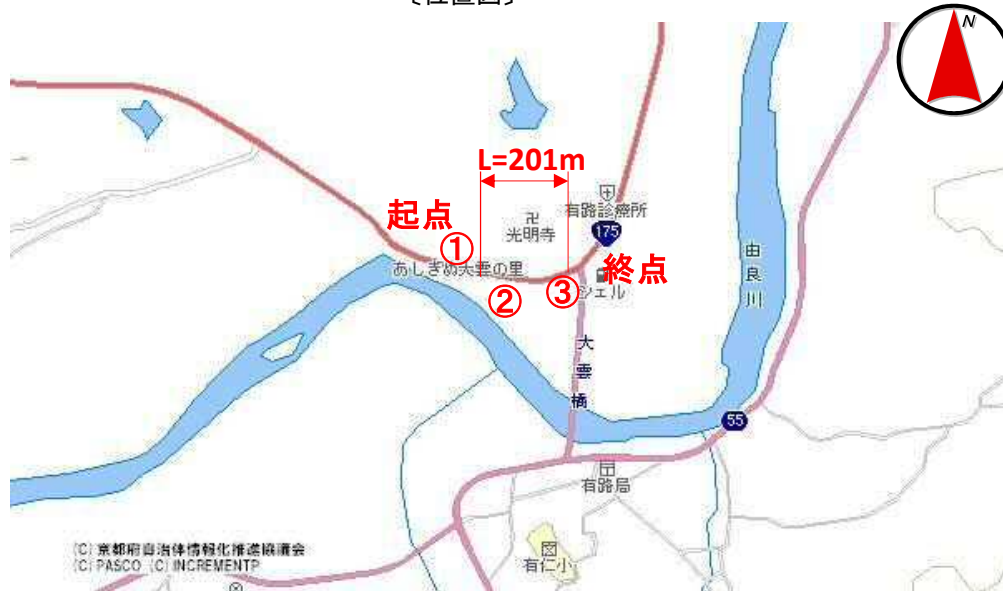 N
L=201m
起点
①
卍
光明寺
有路診療所
175
あしぎぬ大雲の里
②
③
終点
シェル
由良川
大雲橋
55
有路局
有仁小
(C) 京都府自治体情報化推進協議会
(C) PASCO (C) INCREMENTP